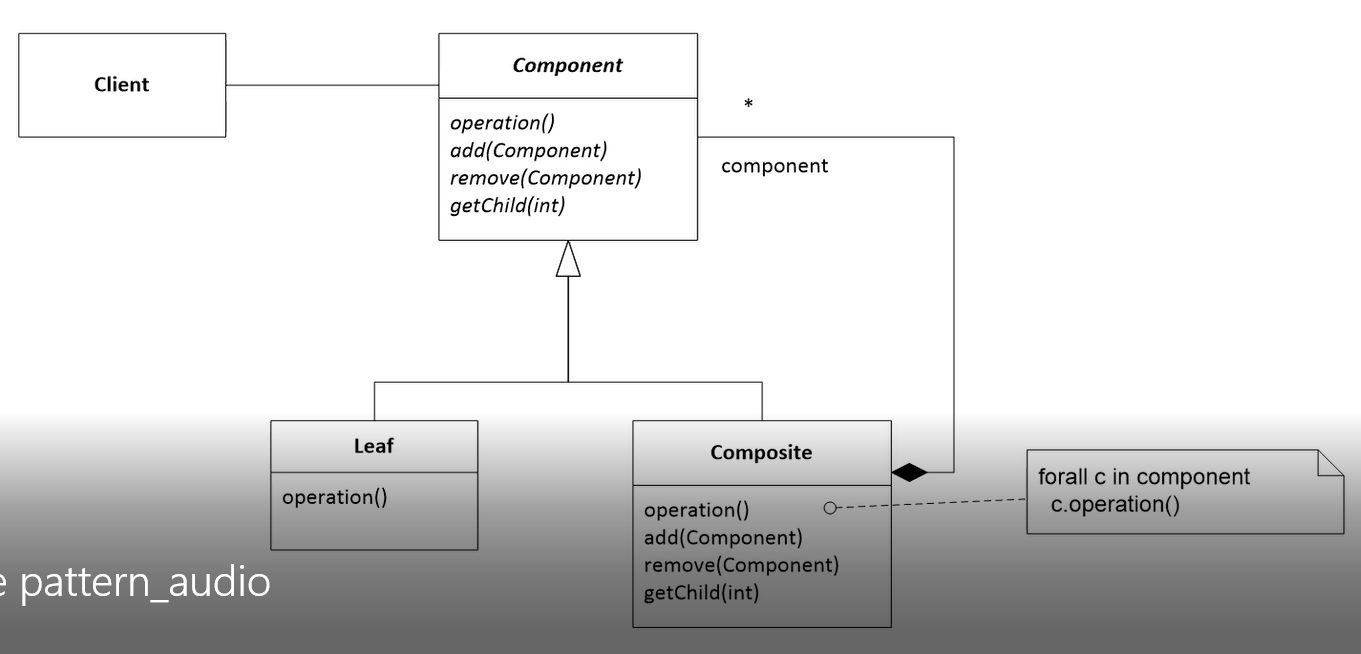 Client
Component
operation()
add(Component)
remove(Component)
getChild(int)
*
component
Leaf
operation()
Composite
operation()
add(Component)
remove(Component)
getChild(int)
forall c in component
c.operation()
e pattern_audio